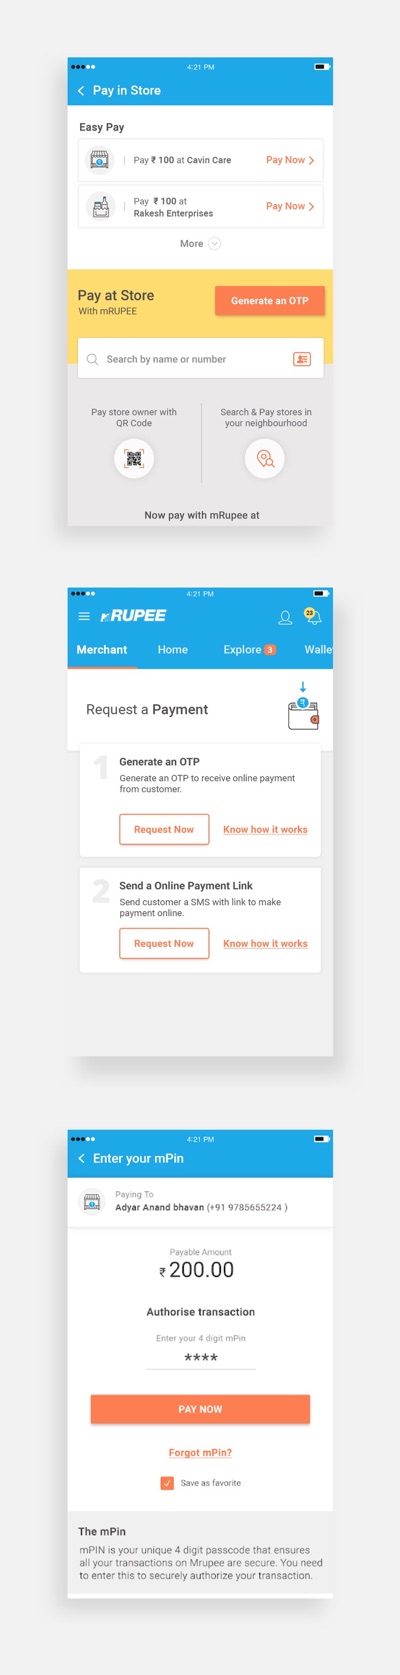 4:21 PM
Pay in Store
Easy Pay
Pay ₹ 100 at Cavin Care
Pay Now
Pay ₹ 100 at
Rakesh Enterprises
Pay Now
More
Pay at Store
With mRUPEE
Generate an OTP
Search by name or number
Pay store owner with
QR Code
Search & Pay stores in
your neighbourhood
Now pay with mRupee at
4:21 PM
mRUPEE
23
Merchant
Home
Explore 3
Walle
Request a Payment
1
Generate an OTP
Generate an OTP to receive online payment
from customer.
Request Now
Know how it works
2
Send a Online Payment Link
Send customer a SMS with link to make
payment online.
Request Now
Know how it works
4:21 PM
Enter your mPin
Paying To
Adyar Anand bhavan (+91 9785655224 )
Payable Amount
₹ 200.00
Authorise transaction
Enter your 4 digit mPin
****
PAY NOW
Forgot mPin?
Save as favorite
The mPin
mPIN is your unique 4 digit passcode that ensures
all your transactions on Mrupee are secure. You need
to enter this to securely authorize your transaction.